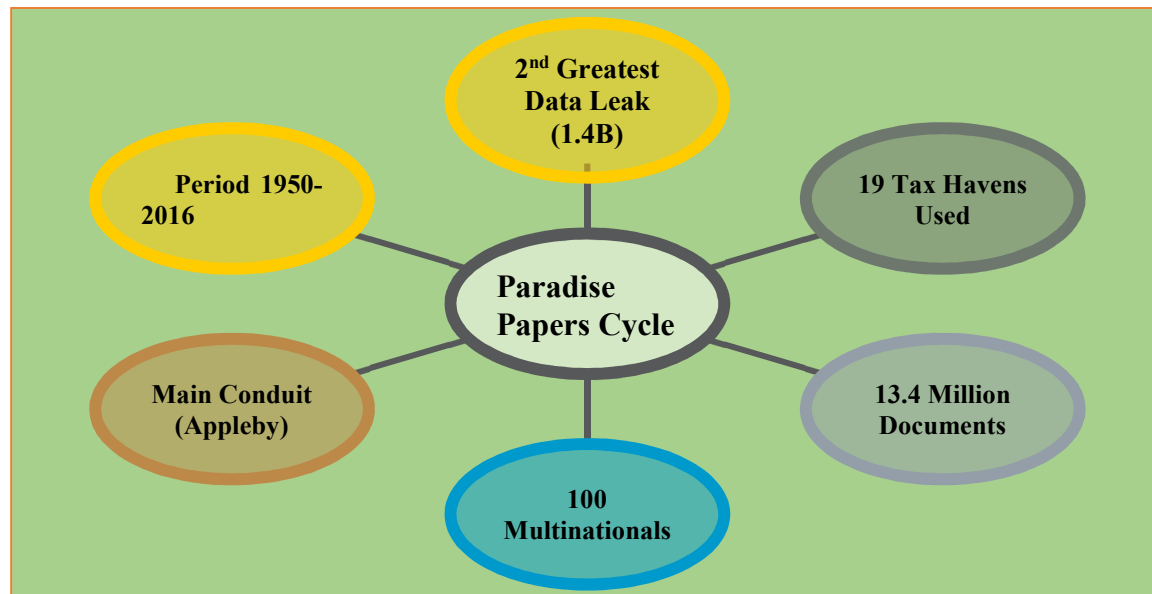 2nd Greatest
Data Leak
(1.4B)
Period 1950-
2016
19 Tax Havens
Used
Paradise
Papers Cycle
Main Conduit
(Appleby)
13.4 Million
Documents
100
Multinationals